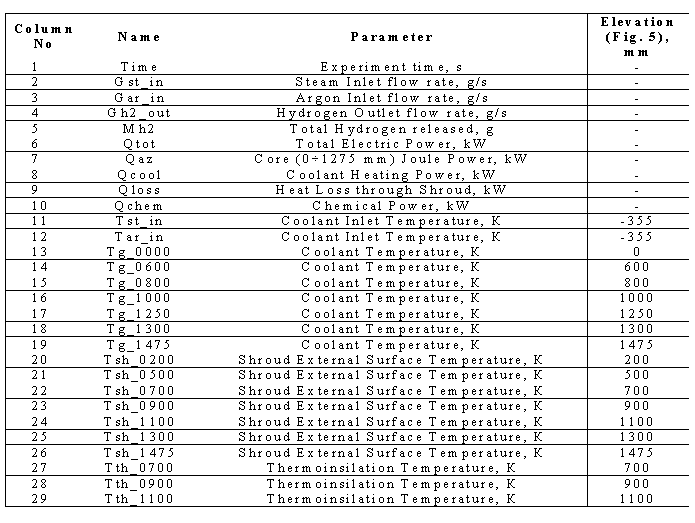 Column No Name Parameter Elevation (Fig. 5), mm
1 Time Experiment time, s -
2 Gst_in Steam Inlet flow rate, g/s -
3 Gar_in Argon Inlet flow rate, g/s -
4 Gh2_out Hydrogen Outlet flow rate, g/s -
5 Mh2 Total Hydrogen released, g -
6 Qtot Total Electric Power, kW -
7 Qaz Core (0÷1275 mm) Joule Power, kW -
8 Qcool Coolant Heating Power, kW -
9 Qloss Heat Loss through Shroud, kW -
10 Qchem Chemical Power, kW -
11 Tst_in Coolant Inlet Temperature, K -355
12 Tar_in Coolant Inlet Temperature, K -355
13 Tg_0000 Coolant Temperature, K 0
14 Tg_0600 Coolant Temperature, K 600
15 Tg_0800 Coolant Temperature, K 800
16 Tg_1000 Coolant Temperature, K 1000
17 Tg_1250 Coolant Temperature, K 1250
18 Tg_1300 Coolant Temperature, K 1300
19 Tg_1475 Coolant Temperature, K 1475
20 Tsh_0200 Shroud External Surface Temperature, K 200
21 Tsh_0500 Shroud External Surface Temperature, K 500
22 Tsh_0700 Shroud External Surface Temperature, K 700
23 Tsh_0900 Shroud External Surface Temperature, K 900
24 Tsh_1100 Shroud External Surface Temperature, K 1100
25 Tsh_1300 Shroud External Surface Temperature, K 1300
26 Tsh_1475 Shroud External Surface Temperature, K 1475
27 Tth_0700 Thermoinsilation Temperature, K 700
28 Tth_0900 Thermoinsilation Temperature, K 900
29 Tth_1100 Thermoinsilation Temperature, K 1100